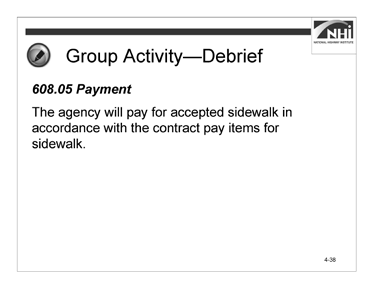 NHI
NATIONAL HIGHWAY INSTITUTE
Group Activity—Debrief
608.05 Payment
The agency will pay for accepted sidewalk in
accordance with the contract pay items for
sidewalk.
4-38